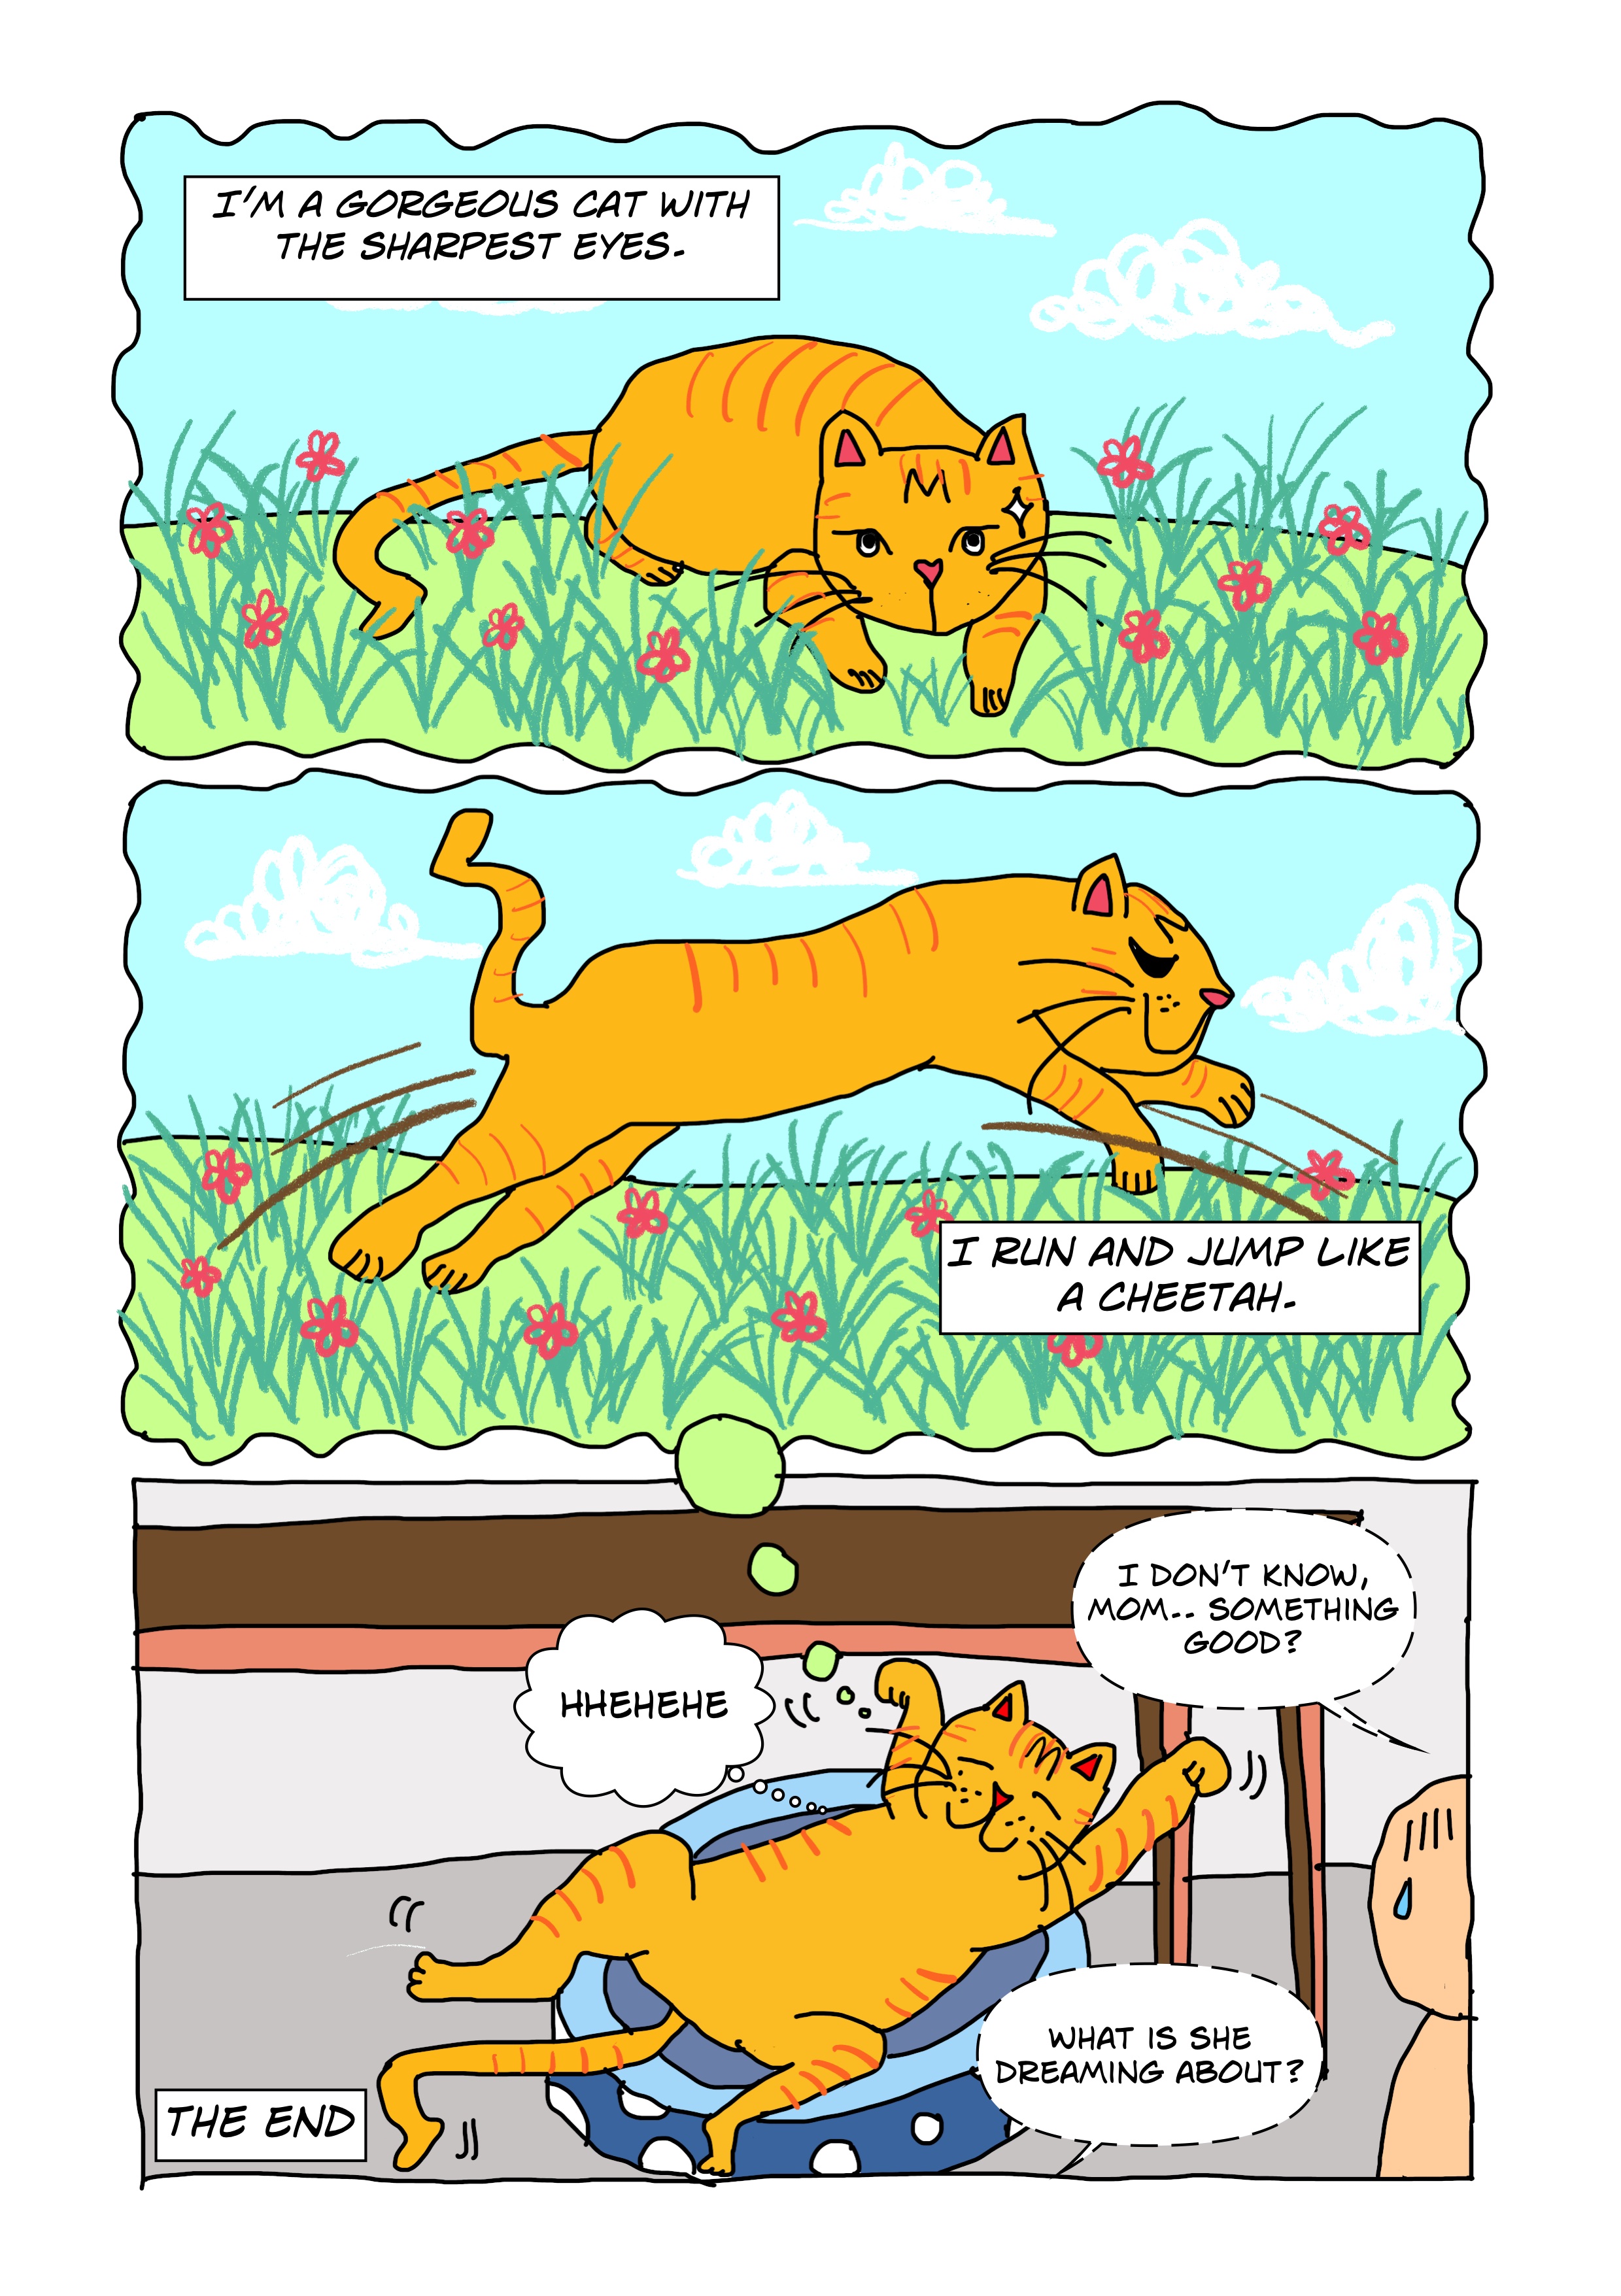 I'M A GORGEOUS CAT WITH
THE SHARPEST EYES.
I RUN AND JUMP LIKE
A CHEETAH.
I DON'T KNOW,
MOM.. SOMETHING
GOOD?
HHEHEHE
WHAT IS SHE
DREAMING ABOUT?
THE END